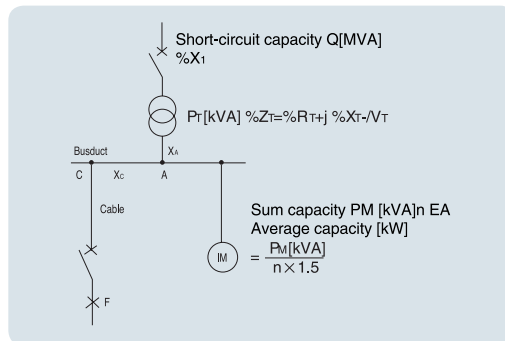 Short-circuit capacity Q[MVA]
%X1
PT[kVA] %ZT=%RT+j %XT-/VT
Busduct
XA
C
XC
A
Cable
Sum capacity PM [kVA]n EA
Average capacity [kW]
IM
= PM[kVA]
n×1.5
F